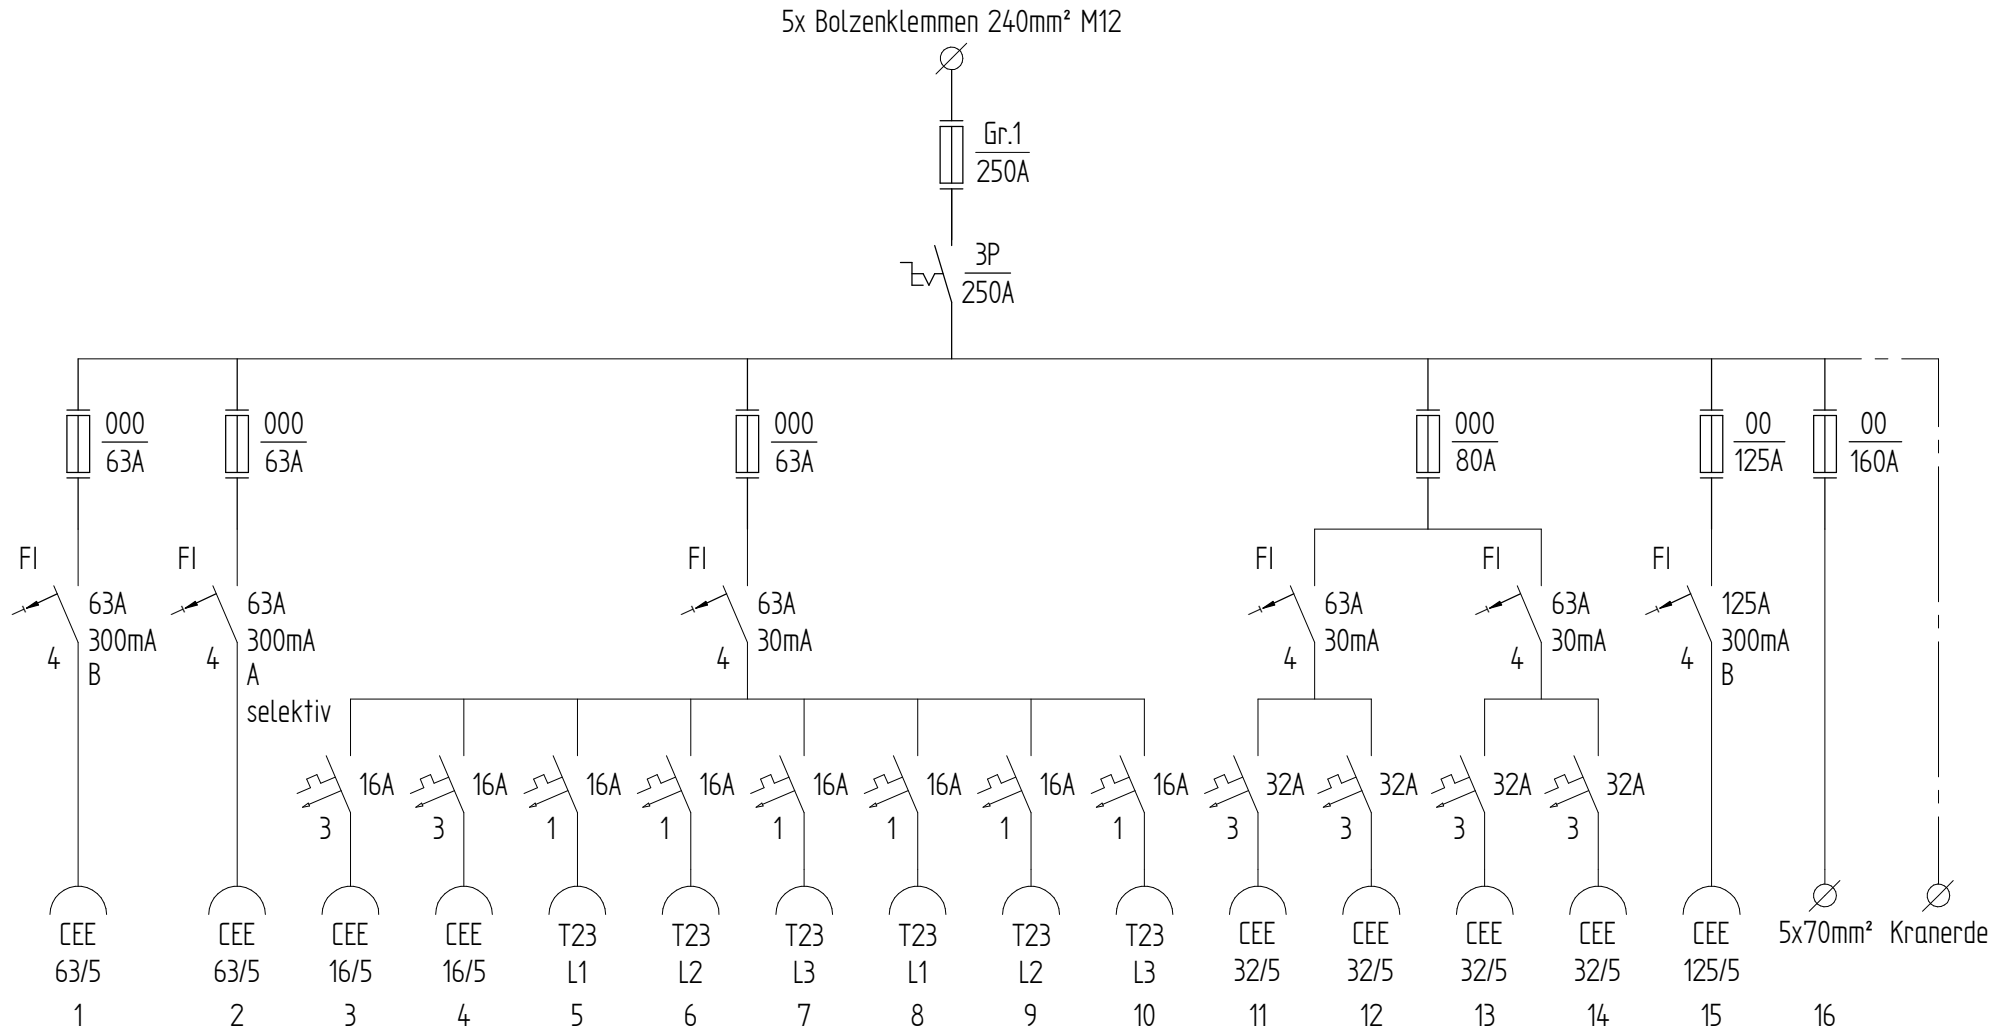 5x Bolzenklemmen 240mm² M12
Gr.1
250A
3P
250A
000
63A
000
63A
000
63A
000
80A
00
125A
00
160A
FI
63A
300mA
4
B
FI
63A
300mA
4
A
selektiv
FI
63A
30mA
4
FI
63A
30mA
4
FI
63A
30mA
4
FI
125A
300mA
4
B
16A
3
16A
3
16A
1
16A
1
16A
1
16A
1
16A
1
16A
1
32A
3
32A
3
32A
3
32A
3
CEE
63/5
1
CEE
63/5
2
CEE
16/5
3
CEE
16/5
4
T23
L1
5
T23
L2
6
T23
L3
7
T23
L1
8
T23
L2
9
T23
L3
10
CEE
32/5
11
CEE
32/5
12
CEE
32/5
13
CEE
32/5
14
CEE
125/5
15
5x70mm²
16
Kranerde